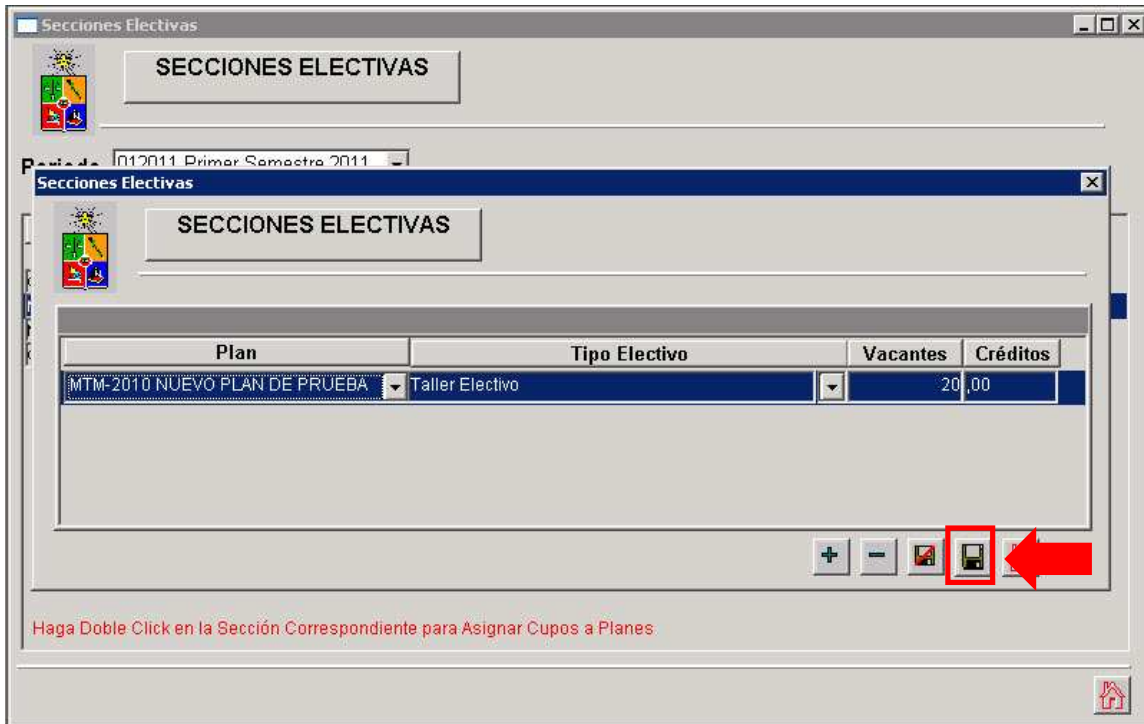 Secciones Electivas
SECCIONES ELECTIVAS
Periodo 012011 Primer Semestre 2011
Secciones Electivas
SECCIONES ELECTIVAS
Plan Tipo Electivo Vacantes Créditos
MTM-2010 NUEVO PLAN DE PRUEBA Taller Electivo 20 ,00
Haga Doble Click en la Sección Correspondiente para Asignar Cupos a Planes